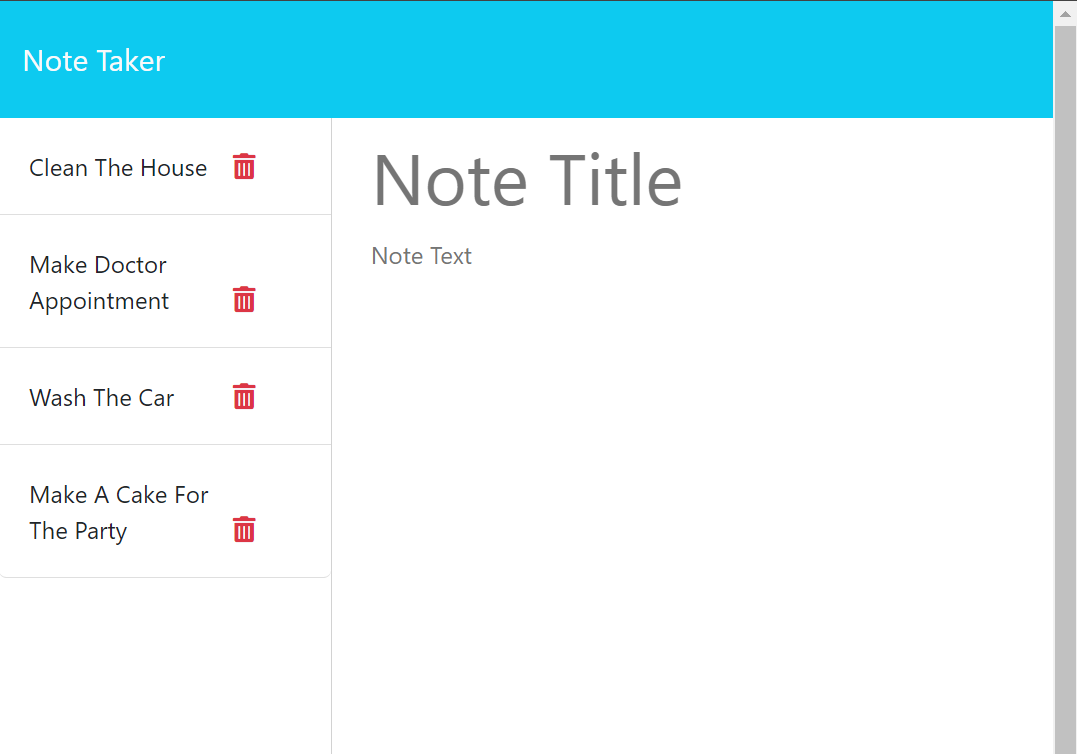 Note Taker
Clean The House
Make Doctor
Appointment
Wash The Car
Make A Cake For
The Party
Note Title
Note Text